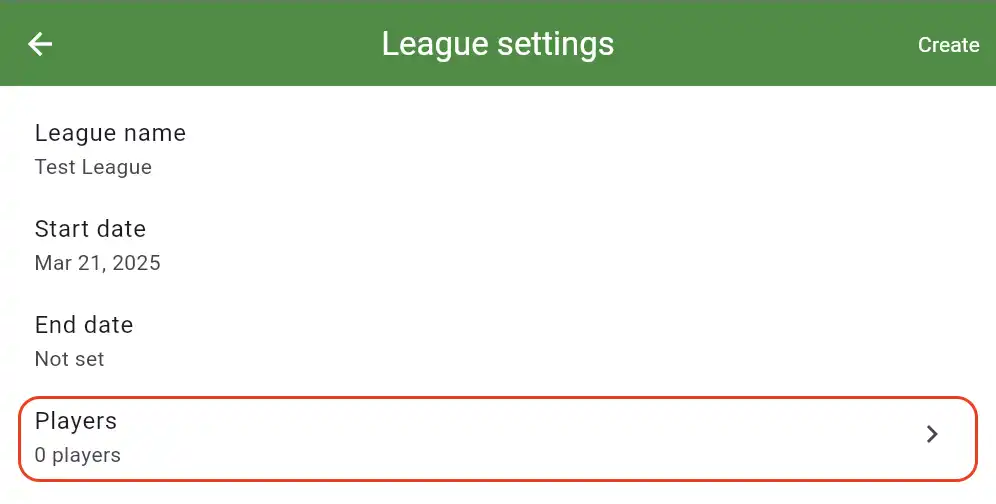 League settings
Create
League name
Test League
Start date
Mar 21, 2025
End date
Not set
Players
0 players